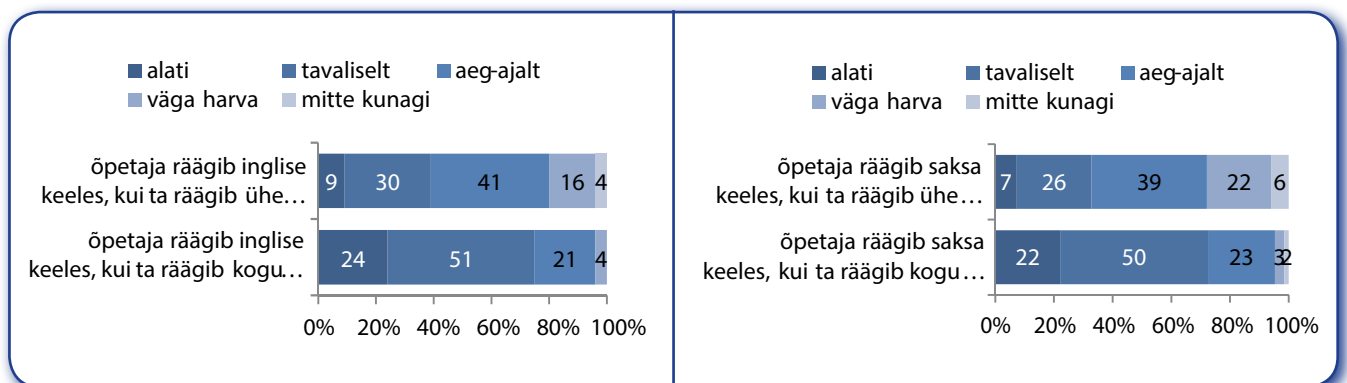 alati tavaliselt aeg-ajalt
väga harva mitte kunagi
õpetaja räägib inglise
keeles, kui ta räägib ühe…
9 30 41 16 4
õpetaja räägib inglise
keeles, kui ta räägib kogu…
24 51 21 4
0% 20% 40% 60% 80% 100%
alati tavaliselt aeg-ajalt
väga harva mitte kunagi
õpetaja räägib saksa
keeles, kui ta räägib ühe…
7 26 39 22 6
õpetaja räägib saksa
keeles, kui ta räägib kogu…
22 50 23 3 2
0% 20% 40% 60% 80% 100%